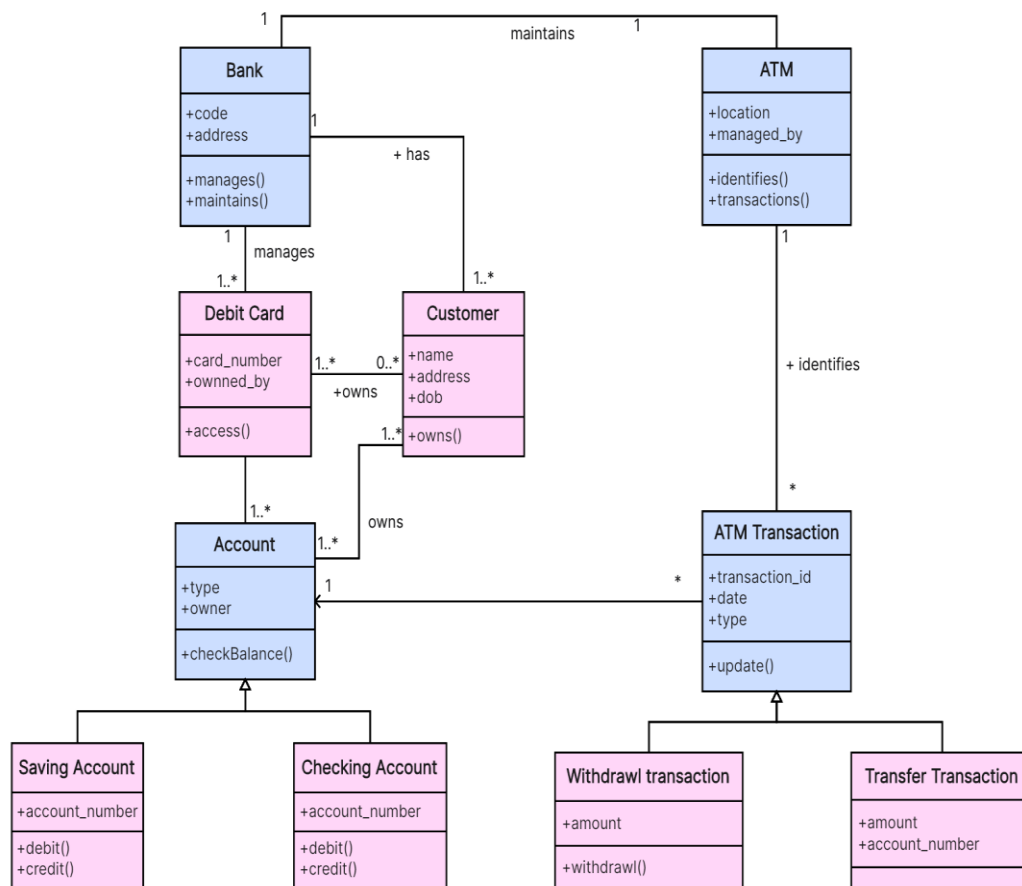 1
maintains
1
Bank
+code
+address
+manages()
+maintains()
ATM
+location
+managed_by
+identifies()
+transactions()
1
+ has
1..*
1
manages
1..*
Debit Card
+card_number
+ownned_by
+access()
Customer
+name
+address
+dob
+owns()
1..*
0..*
+owns
1..*
owns
1..*
1..*
1
+ identifies
*
Account
+type
+owner
+checkBalance()
1
*
ATM Transaction
+transaction_id
+date
+type
+update()
Saving Account
+account_number
+debit()
+credit()
Checking Account
+account_number
+debit()
+credit()
Withdrawl transaction
+amount
+withdrawl()
Transfer Transaction
+amount
+account_number